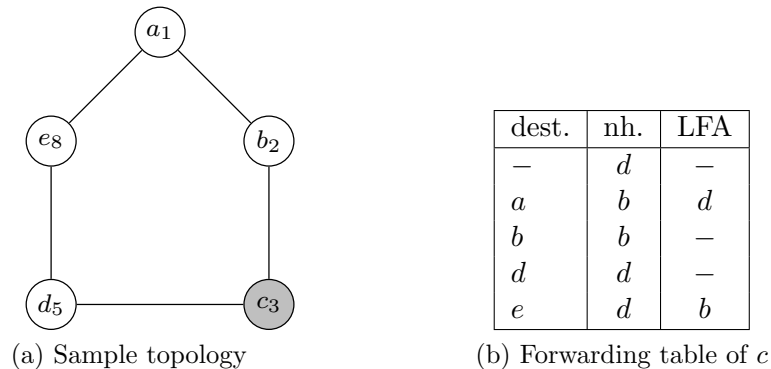 a1
e8
b2
d5
c3
(a) Sample topology
dest. nh. LFA
– d –
a b d
b b –
d d –
e d b
(b) Forwarding table of c